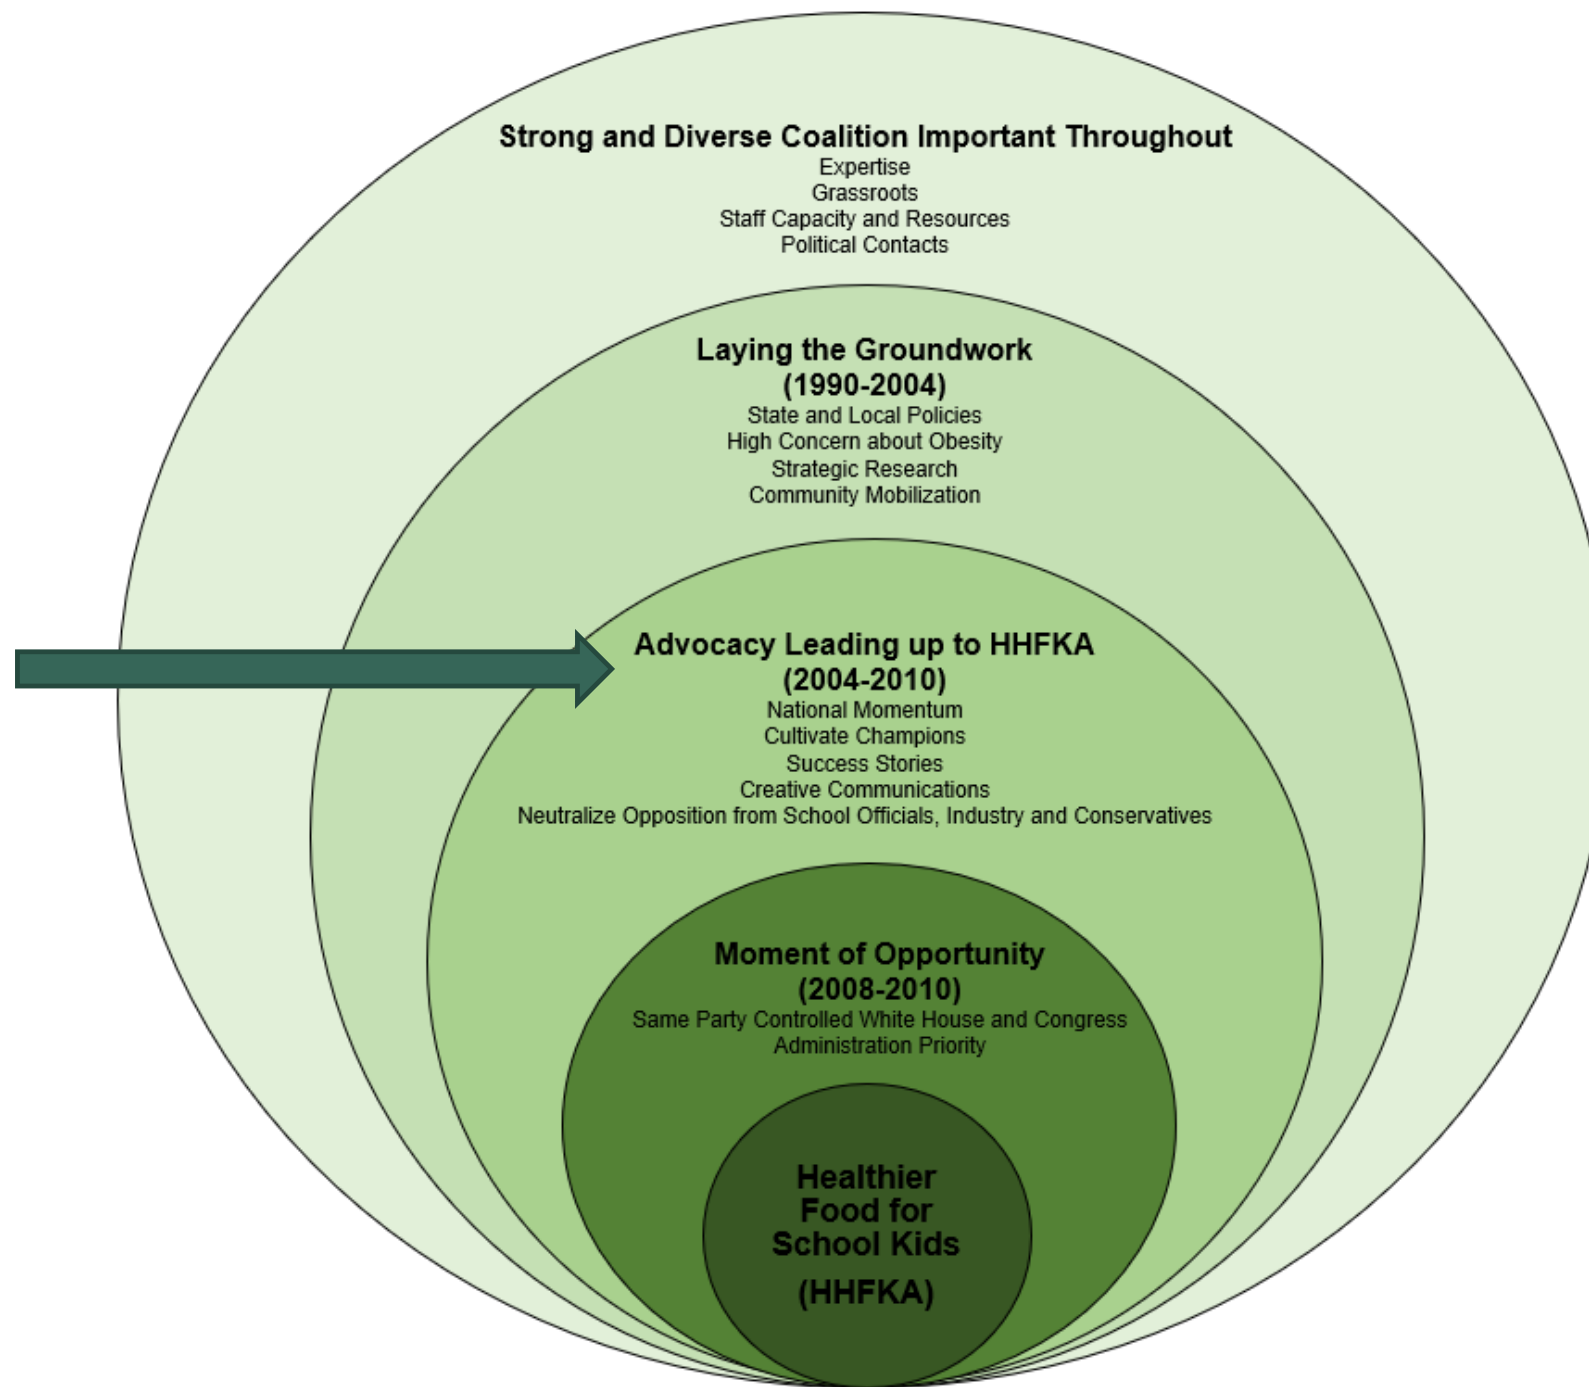 Strong and Diverse Coalition Important Throughout
Expertise
Grassroots
Staff Capacity and Resources
Political Contacts
Laying the Groundwork
(1990-2004)
State and Local Policies
High Concern about Obesity
Strategic Research
Community Mobilization
Advocacy Leading up to HHFKA
(2004-2010)
National Momentum
Cultivate Champions
Success Stories
Creative Communications
Neutralize Opposition from School Officials, Industry and Conservatives
Moment of Opportunity
(2008-2010)
Same Party Controlled White House and Congress
Administration Priority
Healthier
Food for
School Kids
(HHFKA)